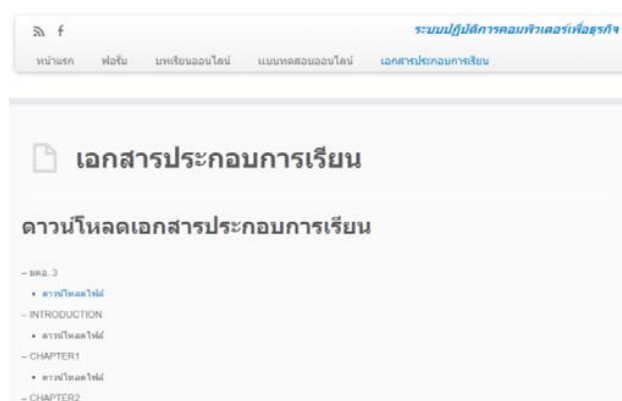 ระบบปฏิบัติการคอมพิวเตอร์เพื่อธุรกิจ
หน้าแรก ฟอรั่ม บทเรียนออนไลน์ แบบทดสอบออนไลน์ เอกสารประกอบการเรียน
เอกสารประกอบการเรียน
ดาวน์โหลดเอกสารประกอบการเรียน
– มคอ. 3
• ดาวน์โหลดไฟล์
– INTRODUCTION
• ดาวน์โหลดไฟล์
– CHAPTER1
• ดาวน์โหลดไฟล์
– CHAPTER2